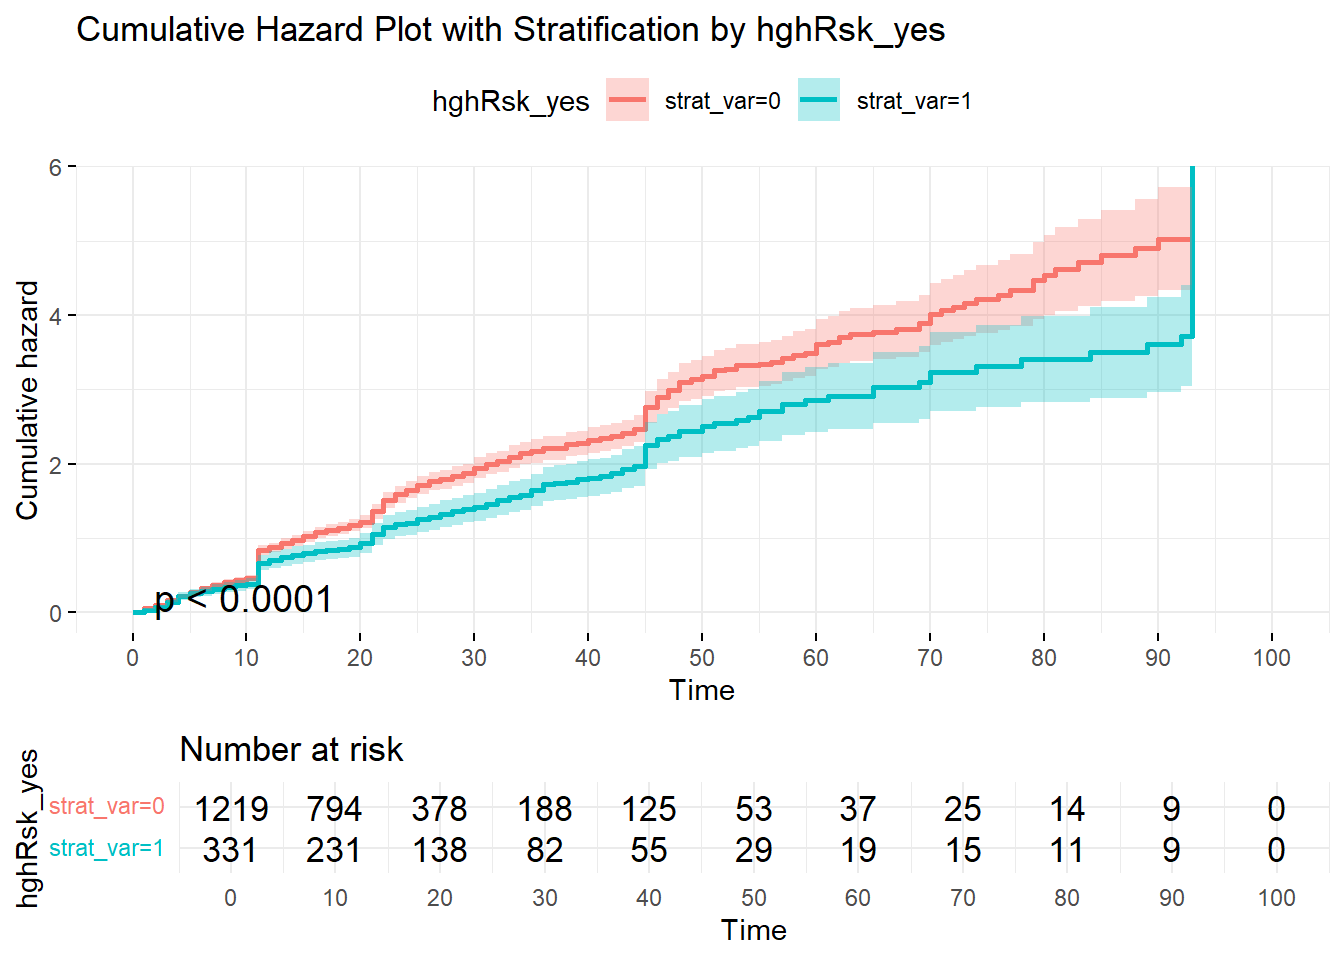 Cumulative Hazard Plot with Stratification by hghRsk_yes
hghRsk_yes strat_var=0 strat_var=1
Cumulative hazard
6
4
2
0
p < 0.0001
0 10 20 30 40 50 60 70 80 90 100
Time
Number at risk
hghRsk_yes
strat_var=0 1219 794 378 188 125 53 37 25 14 9 0
strat_var=1 331 231 138 82 55 29 19 15 11 9 0
0 10 20 30 40 50 60 70 80 90 100
Time